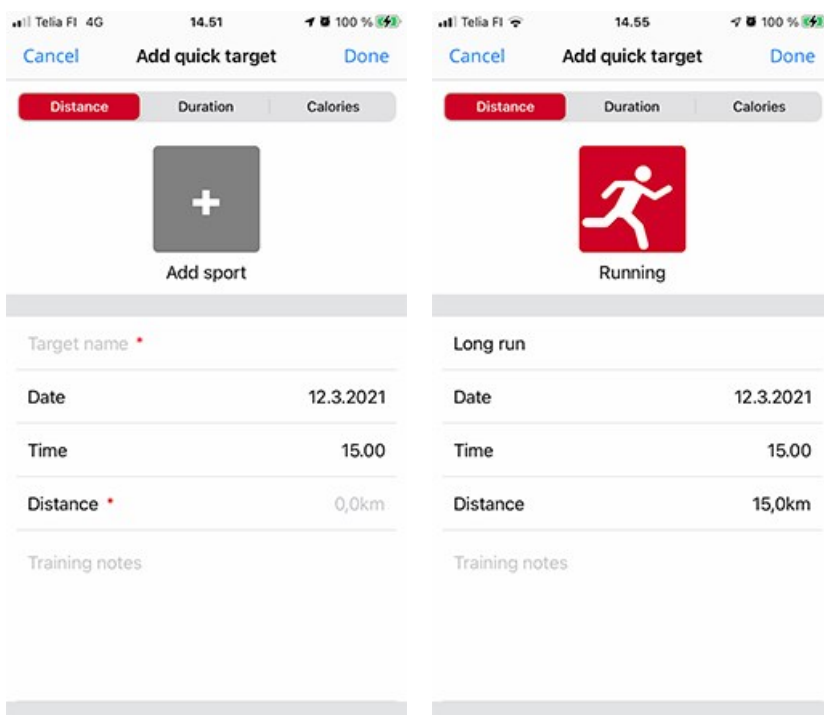 Telia FI 4G 14.51 100 %
Cancel Add quick target Done
Distance Duration Calories
+
Add sport
Target name *
Date 12.3.2021
Time 15.00
Distance * 0,0km
Training notes
Telia FI 14.55 100 %
Cancel Add quick target Done
Distance Duration Calories
Running
Long run
Date 12.3.2021
Time 15.00
Distance 15,0km
Training notes